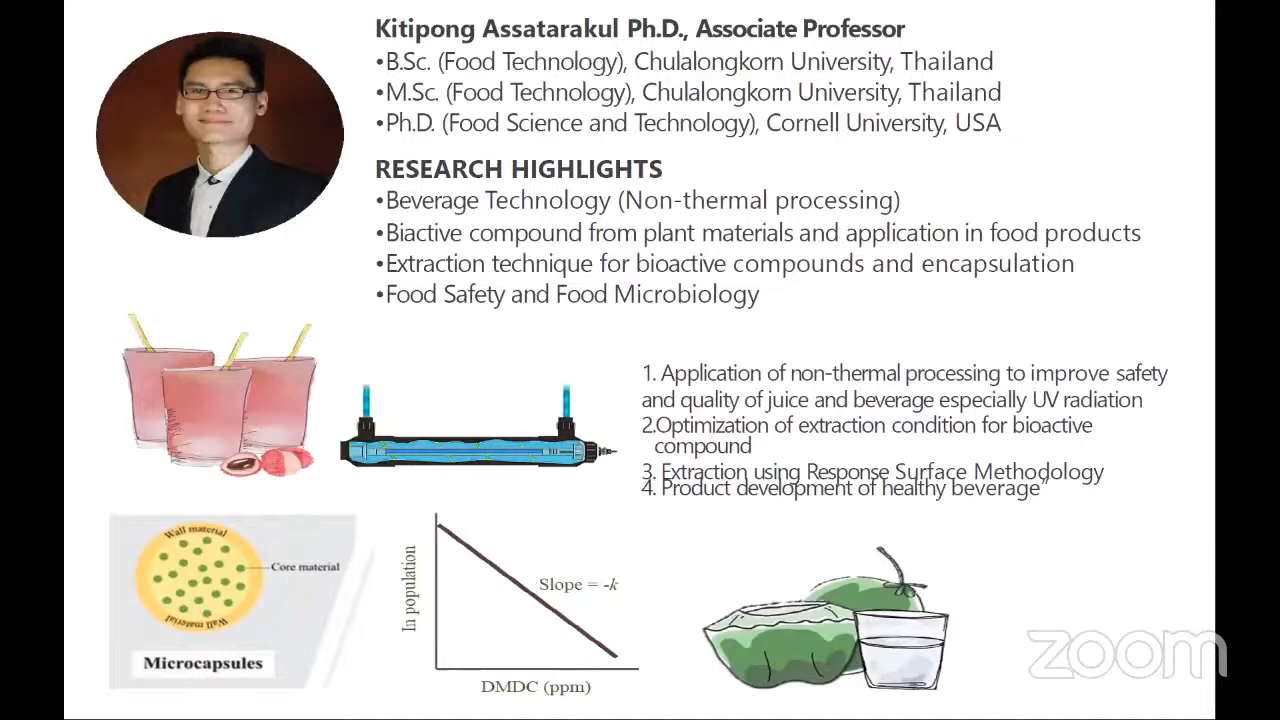 Kitipong Assatarakul Ph.D., Associate Professor
•B.Sc. (Food Technology), Chulalongkorn University, Thailand
•M.Sc. (Food Technology), Chulalongkorn University, Thailand
•Ph.D. (Food Science and Technology), Cornell University, USA
RESEARCH HIGHLIGHTS
•Beverage Technology (Non-thermal processing)
•Biactive compound from plant materials and application in food products
•Extraction technique for bioactive compounds and encapsulation
•Food Safety and Food Microbiology
1. Application of non-thermal processing to improve safety
and quality of juice and beverage especially UV radiation
2.Optimization of extraction condition for bioactive
compound
3. Extraction using Response Surface Methodology
4. Product development of healthy beverage”
Wall material
Core material
Wall material
Microcapsules
In population
Slope = -k
DMDC (ppm)
zoom